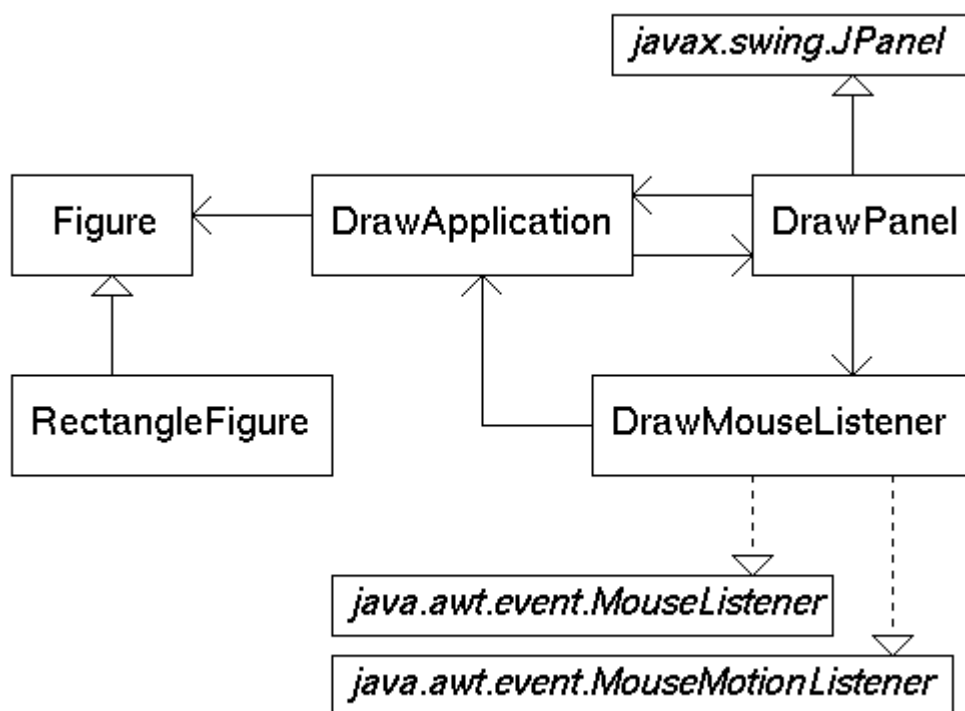 javax.swing.JPanel
Figure
DrawApplication
DrawPanel
RectangleFigure
DrawMouseListener
java.awt.event.MouseListener
java.awt.event.MouseMotionListener